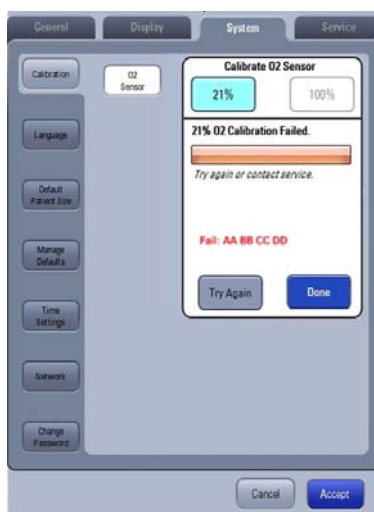 General Display System Service
Calibration
O2
Sensor
Calibrate O2 Sensor
21% 100%
21% O2 Calibration Failed.
Try again or contact service.
Fail: AA BB CC DD
Try Again Done
Language
Default
Patient Size
Manage
Defaults
Time
Settings
Network
Change
Password
Cancel Accept